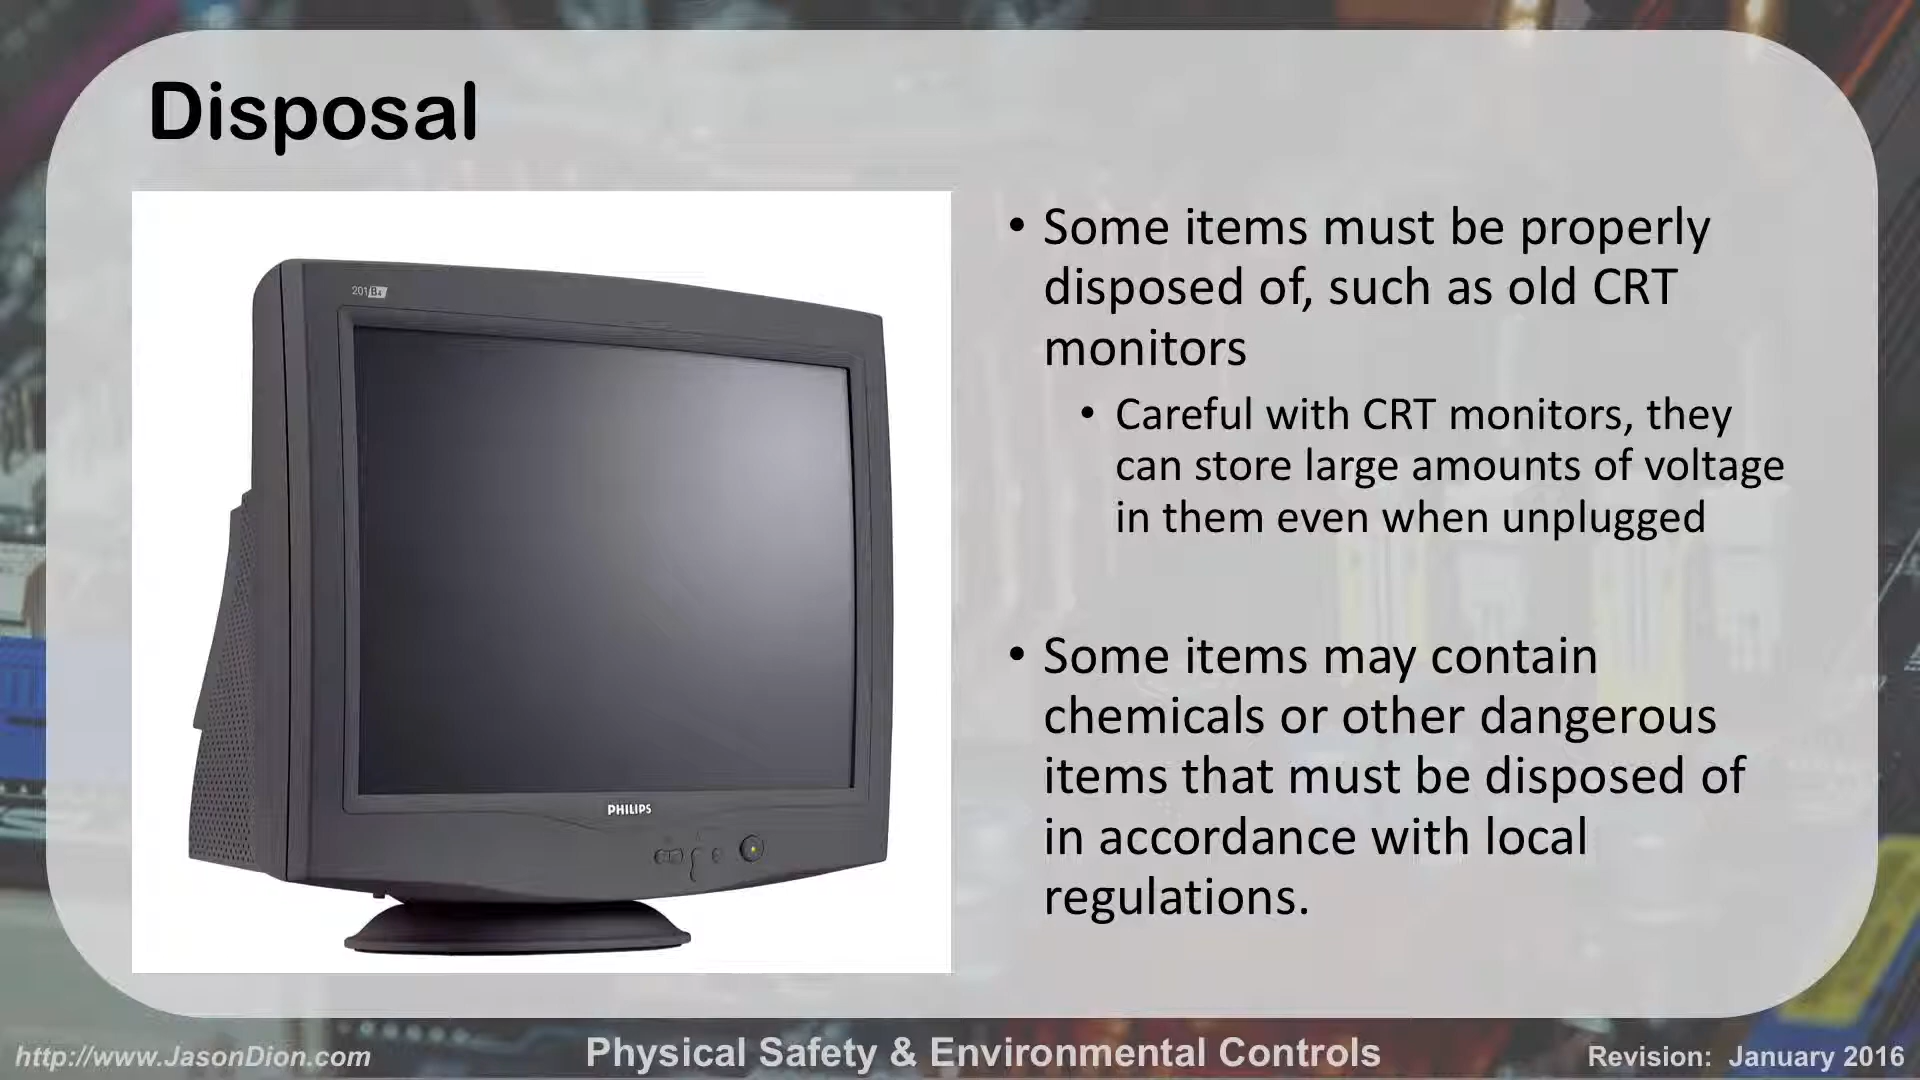 Disposal
201B4
PHILIPS
• Some items must be properly
disposed of, such as old CRT
monitors
• Careful with CRT monitors, they
can store large amounts of voltage
in them even when unplugged
• Some items may contain
chemicals or other dangerous
items that must be disposed of
in accordance with local
regulations.
http://www.JasonDion.com
Physical Safety & Environmental Controls
Revision: January 2016